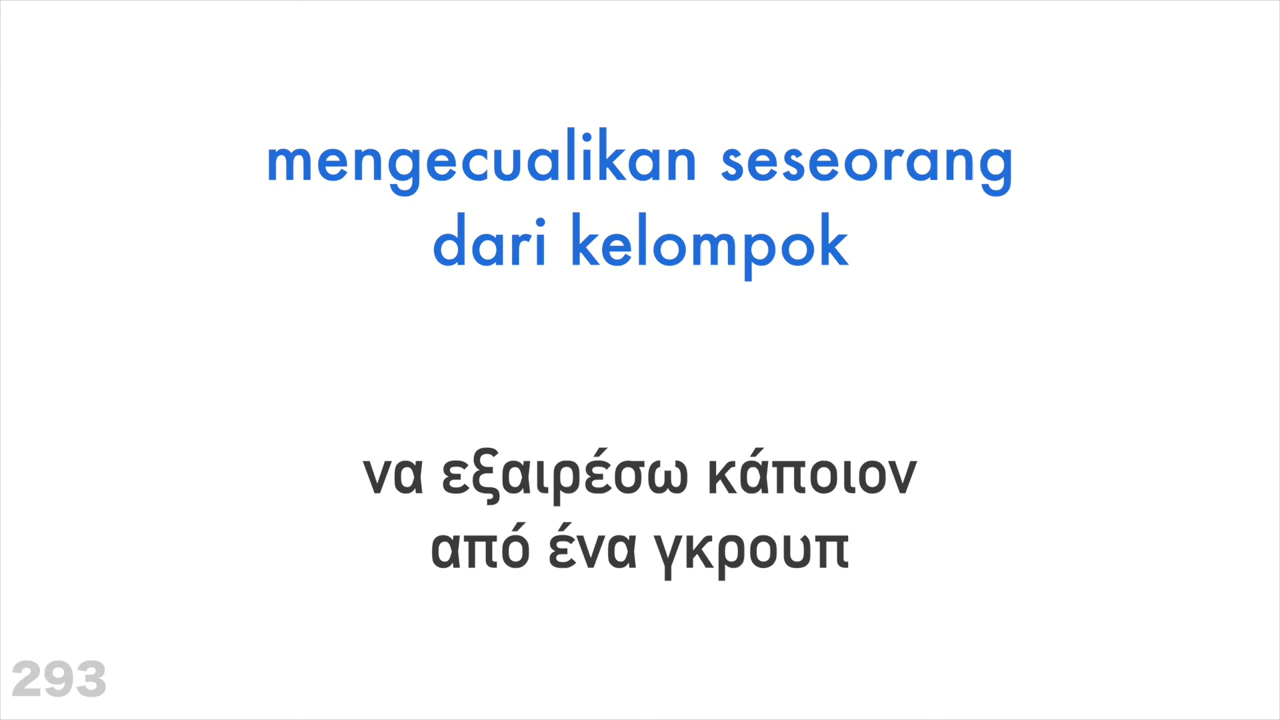 mengecualikan seseorang
dari kelompok
να εξαιρέσω κάποιον
από ένα γκρουπ
293